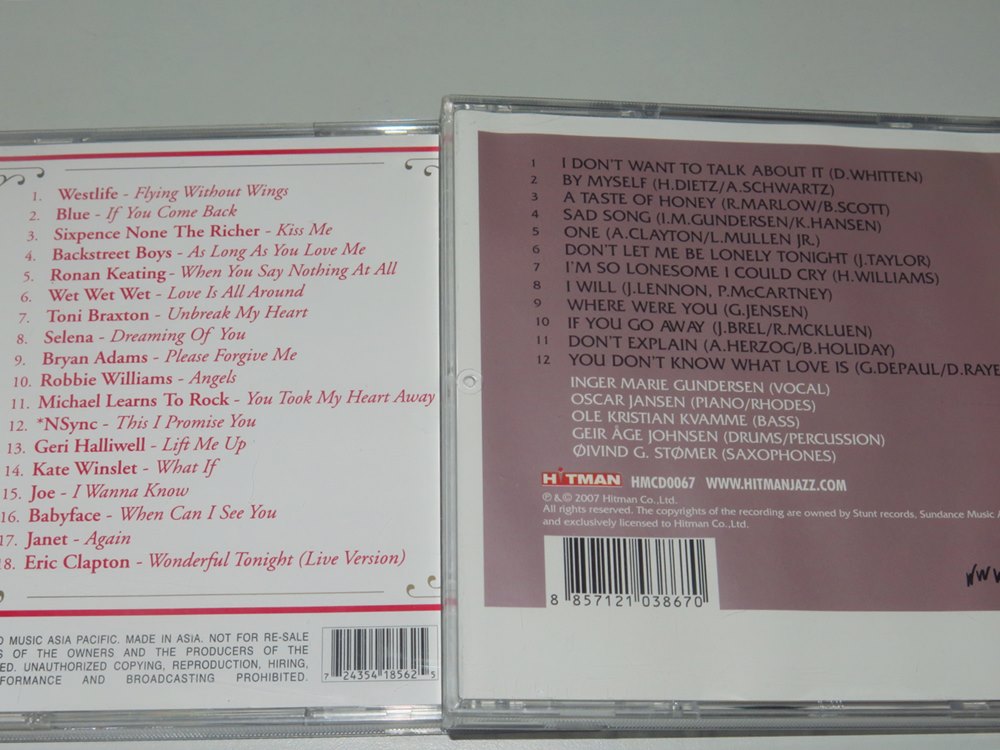 1. Westlife - Flying Without Wings
2. Blue - If You Come Back
3. Sixpence None The Richer - Kiss Me
4. Backstreet Boys - As Long As You Love Me
5. Ronan Keating - When You Say Nothing At All
6. Wet Wet Wet - Love Is All Around
7. Toni Braxton - Unbreak My Heart
8. Selena - Dreaming Of You
9. Bryan Adams - Please Forgive Me
10. Robbie Williams - Angels
11. Michael Learns To Rock - You Took My Heart Away
12. *NSync - This I Promise You
13. Geri Halliwell - Lift Me Up
14. Kate Winslet - What If
15. Joe - I Wanna Know
16. Babyface - When Can I See You
17. Janet - Again
18. Eric Clapton - Wonderful Tonight (Live Version)
MUSIC ASIA PACIFIC. MADE IN ASIA. NOT FOR RE-SALE
OF THE OWNERS AND THE PRODUCERS OF THE
UNAUTHORIZED COPYING, REPRODUCTION, HIRING,
AND BROADCASTING PROHIBITED.
7 24354 18562 5
1 I DON'T WANT TO TALK ABOUT IT (D.WHITTEN)
2 BY MYSELF (H.DIETZ/A.SCHWARTZ)
3 A TASTE OF HONEY (R.MARLOW/B.SCOTT)
4 SAD SONG (I.M.GUNDERSEN/K.HANSEN)
5 ONE (A.CLAYTON/L.MULLEN JR.)
6 DON'T LET ME BE LONELY TONIGHT (J.TAYLOR)
7 I'M SO LONESOME I COULD CRY (H.WILLIAMS)
8 I WILL (J.LENNON, P.McCARTNEY)
9 WHERE WERE YOU (G.JENSEN)
10 IF YOU GO AWAY (J.BREL/R.MCKLUEN)
11 DON'T EXPLAIN (A.HERZOG/B.HOLIDAY)
12 YOU DON'T KNOW WHAT LOVE IS (G.DEPAUL/D.RAYE
INGER MARIE GUNDERSEN (VOCAL)
OSCAR JANSEN (PIANO/RHODES)
OLE KRISTIAN KVAMME (BASS)
GEIR ÅGE JOHNSEN (DRUMS/PERCUSSION)
ØIVIND G. STØMER (SAXOPHONES)
HITMAN HMCD0067 WWW.HITMANJAZZ.COM
℗ & © 2007 Hitman Co.,Ltd.
All rights reserved. The copyrights of the recording are owned by Stunt records, Sundance Music
and exclusively licensed to Hitman Co.,Ltd.
8 857121 038670
ww